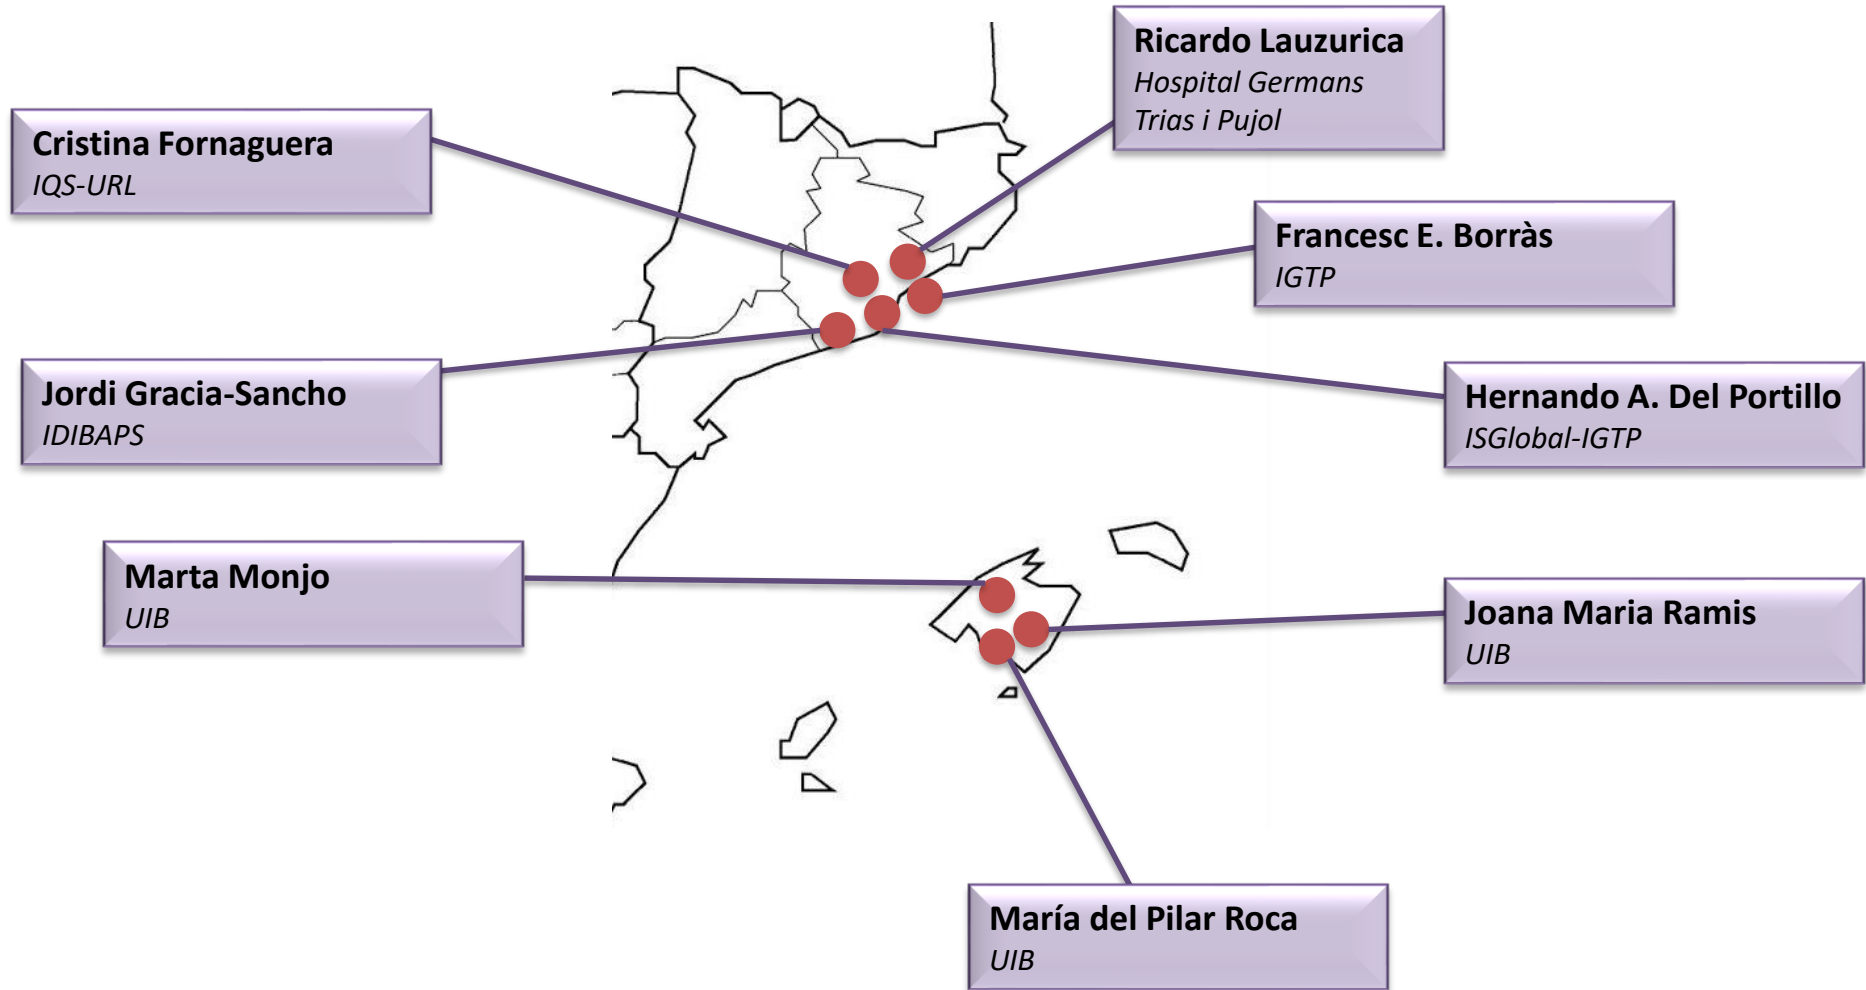 Ricardo Lauzurica
Hospital Germans
Trias i Pujol
Cristina Fornaguera
IQS-URL
Francesc E. Borràs
IGTP
Jordi Gracia-Sancho
IDIBAPS
Hernando A. Del Portillo
ISGlobal-IGTP
Marta Monjo
UIB
Joana Maria Ramis
UIB
María del Pilar Roca
UIB